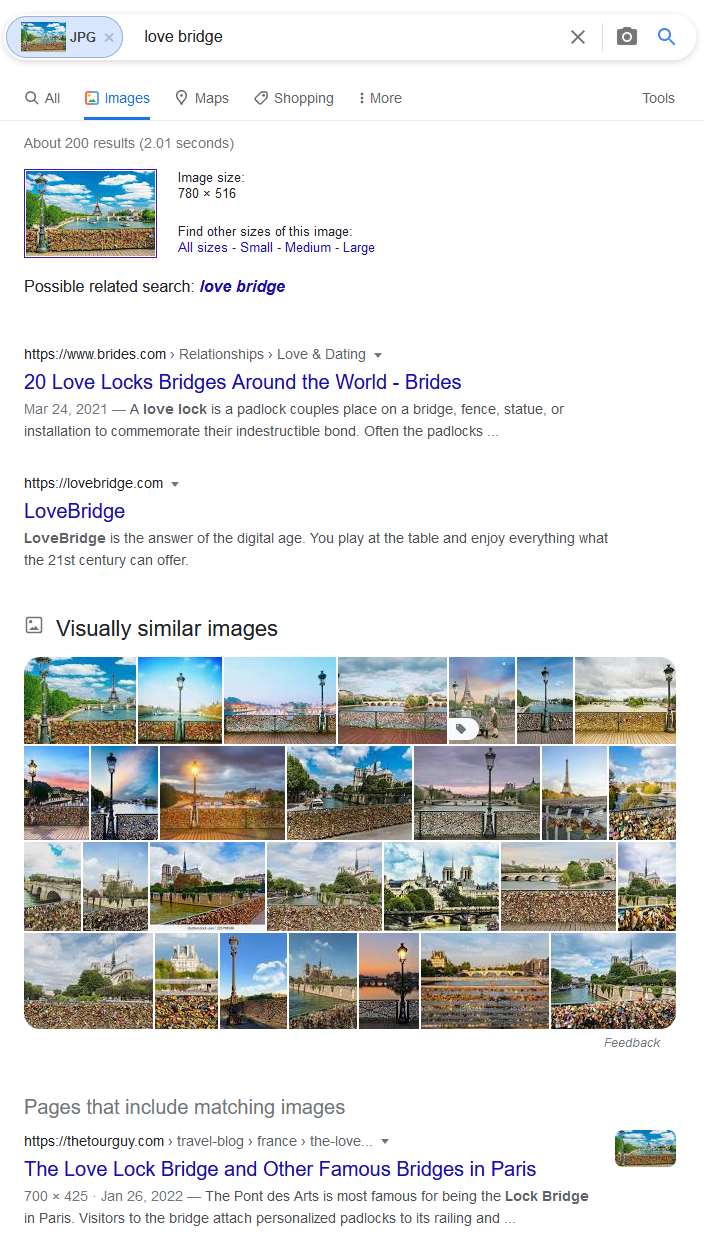 JPG × love bridge
All Images Maps Shopping More Tools
About 200 results (2.01 seconds)
Image size:
780 × 516
Find other sizes of this image:
All sizes - Small - Medium - Large
Possible related search: love bridge
https://www.brides.com › Relationships › Love & Dating
20 Love Locks Bridges Around the World - Brides
Mar 24, 2021 — A love lock is a padlock couples place on a bridge, fence, statue, or
installation to commemorate their indestructible bond. Often the padlocks ...
https://lovebridge.com
LoveBridge
LoveBridge is the answer of the digital age. You play at the table and enjoy everything what
the 21st century can offer.
Visually similar images
Feedback
Pages that include matching images
https://thetourguy.com › travel-blog › france › the-love...
The Love Lock Bridge and Other Famous Bridges in Paris
700 × 425 · Jan 26, 2022 — The Pont des Arts is most famous for being the Lock Bridge
in Paris. Visitors to the bridge attach personalized padlocks to its railing and ...